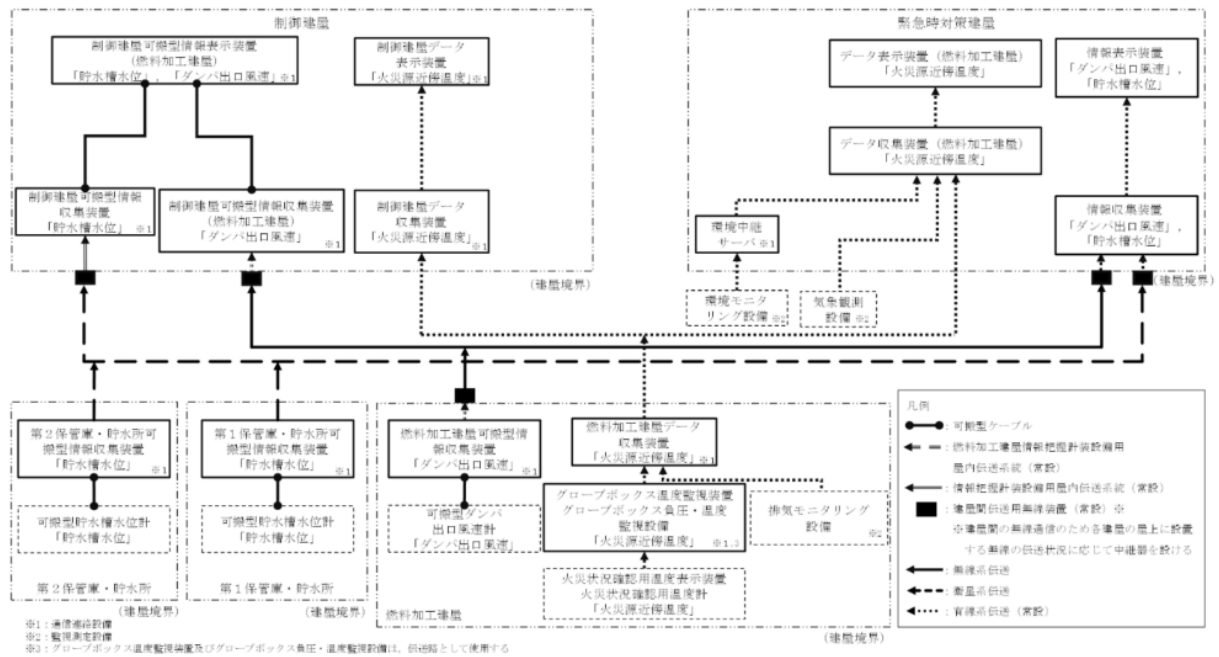 制御建屋
制御建屋可搬型情報表示装置
(燃料加工建屋)
「貯水槽水位」,「ダンパ出口風速」※1
制御建屋データ
表示装置
「火災源近傍温度」※1
制御建屋可搬型情報
収集装置
「貯水槽水位」※1
制御建屋可搬型情報収集装置
(燃料加工建屋)
「ダンパ出口風速」※1
制御建屋データ
収集装置
「火災源近傍温度」※1
(建屋境界)
緊急時対策建屋
データ表示装置(燃料加工建屋)
「火災源近傍温度」
情報表示装置
「ダンパ出口風速」,
「貯水槽水位」
データ収集装置(燃料加工建屋)
「火災源近傍温度」
環境中継
サーバ※1
情報収集装置
「ダンパ出口風速」,
「貯水槽水位」
環境モニタ
リング設備※2
気象観測
設備※2
(建屋境界)
第2保管庫・貯水所可
搬型情報収集装置
「貯水槽水位」※1
可搬型貯水槽水位計
「貯水槽水位」
第2保管庫・貯水所
(建屋境界)
第1保管庫・貯水所可
搬型情報収集装置
「貯水槽水位」※1
可搬型貯水槽水位計
「貯水槽水位」
第1保管庫・貯水所
(建屋境界)
燃料加工建屋可搬型情
報収集装置
「ダンパ出口風速」※1
可搬型ダンパ
出口風速計
「ダンパ出口風速」
燃料加工建屋データ
収集装置
「火災源近傍温度」※1
グローブボックス温度監視装置
グローブボックス負圧・温度
監視設備
「火災源近傍温度」※1,3
排気モニタリング
設備※2
火災状況確認用温度表示装置
火災状況確認用温度計
「火災源近傍温度」
燃料加工建屋
(建屋境界)
凡例
:可搬型ケーブル
:燃料加工建屋情報把握計装設備用
屋内伝送系統(常設)
:情報把握計装設備用屋内伝送系統(常設)
:建屋間伝送用無線装置(常設)※
※建屋間の無線通信のため各建屋の屋上に設置
する無線の伝送状況に応じて中継器を設ける
:無線系伝送
:衛星系伝送
:有線系伝送(常設)
※1:通信連絡設備
※2:監視測定設備
※3:グローブボックス温度監視装置及びグローブボックス負圧・温度監視設備は、伝送路として使用する